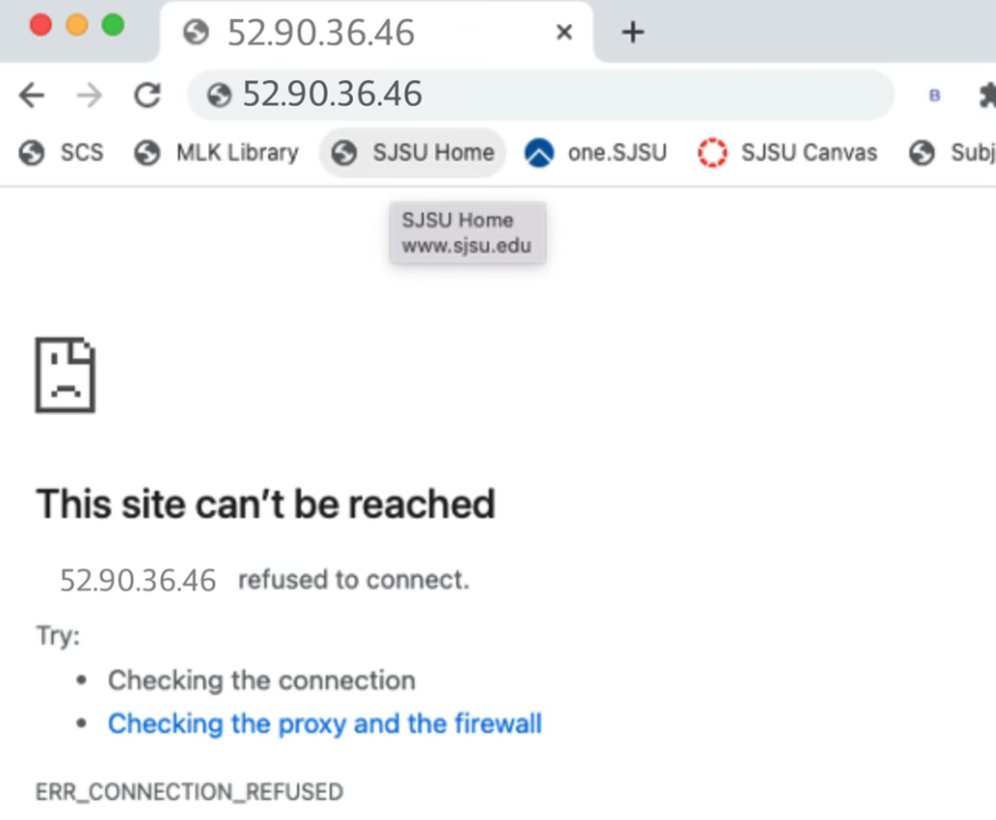 52.90.36.46
52.90.36.46
SCS MLK Library SJSU Home one.SJSU SJSU Canvas Subj
SJSU Home
www.sjsu.edu
This site can't be reached
52.90.36.46 refused to connect.
Try:
• Checking the connection
• Checking the proxy and the firewall
ERR_CONNECTION_REFUSED